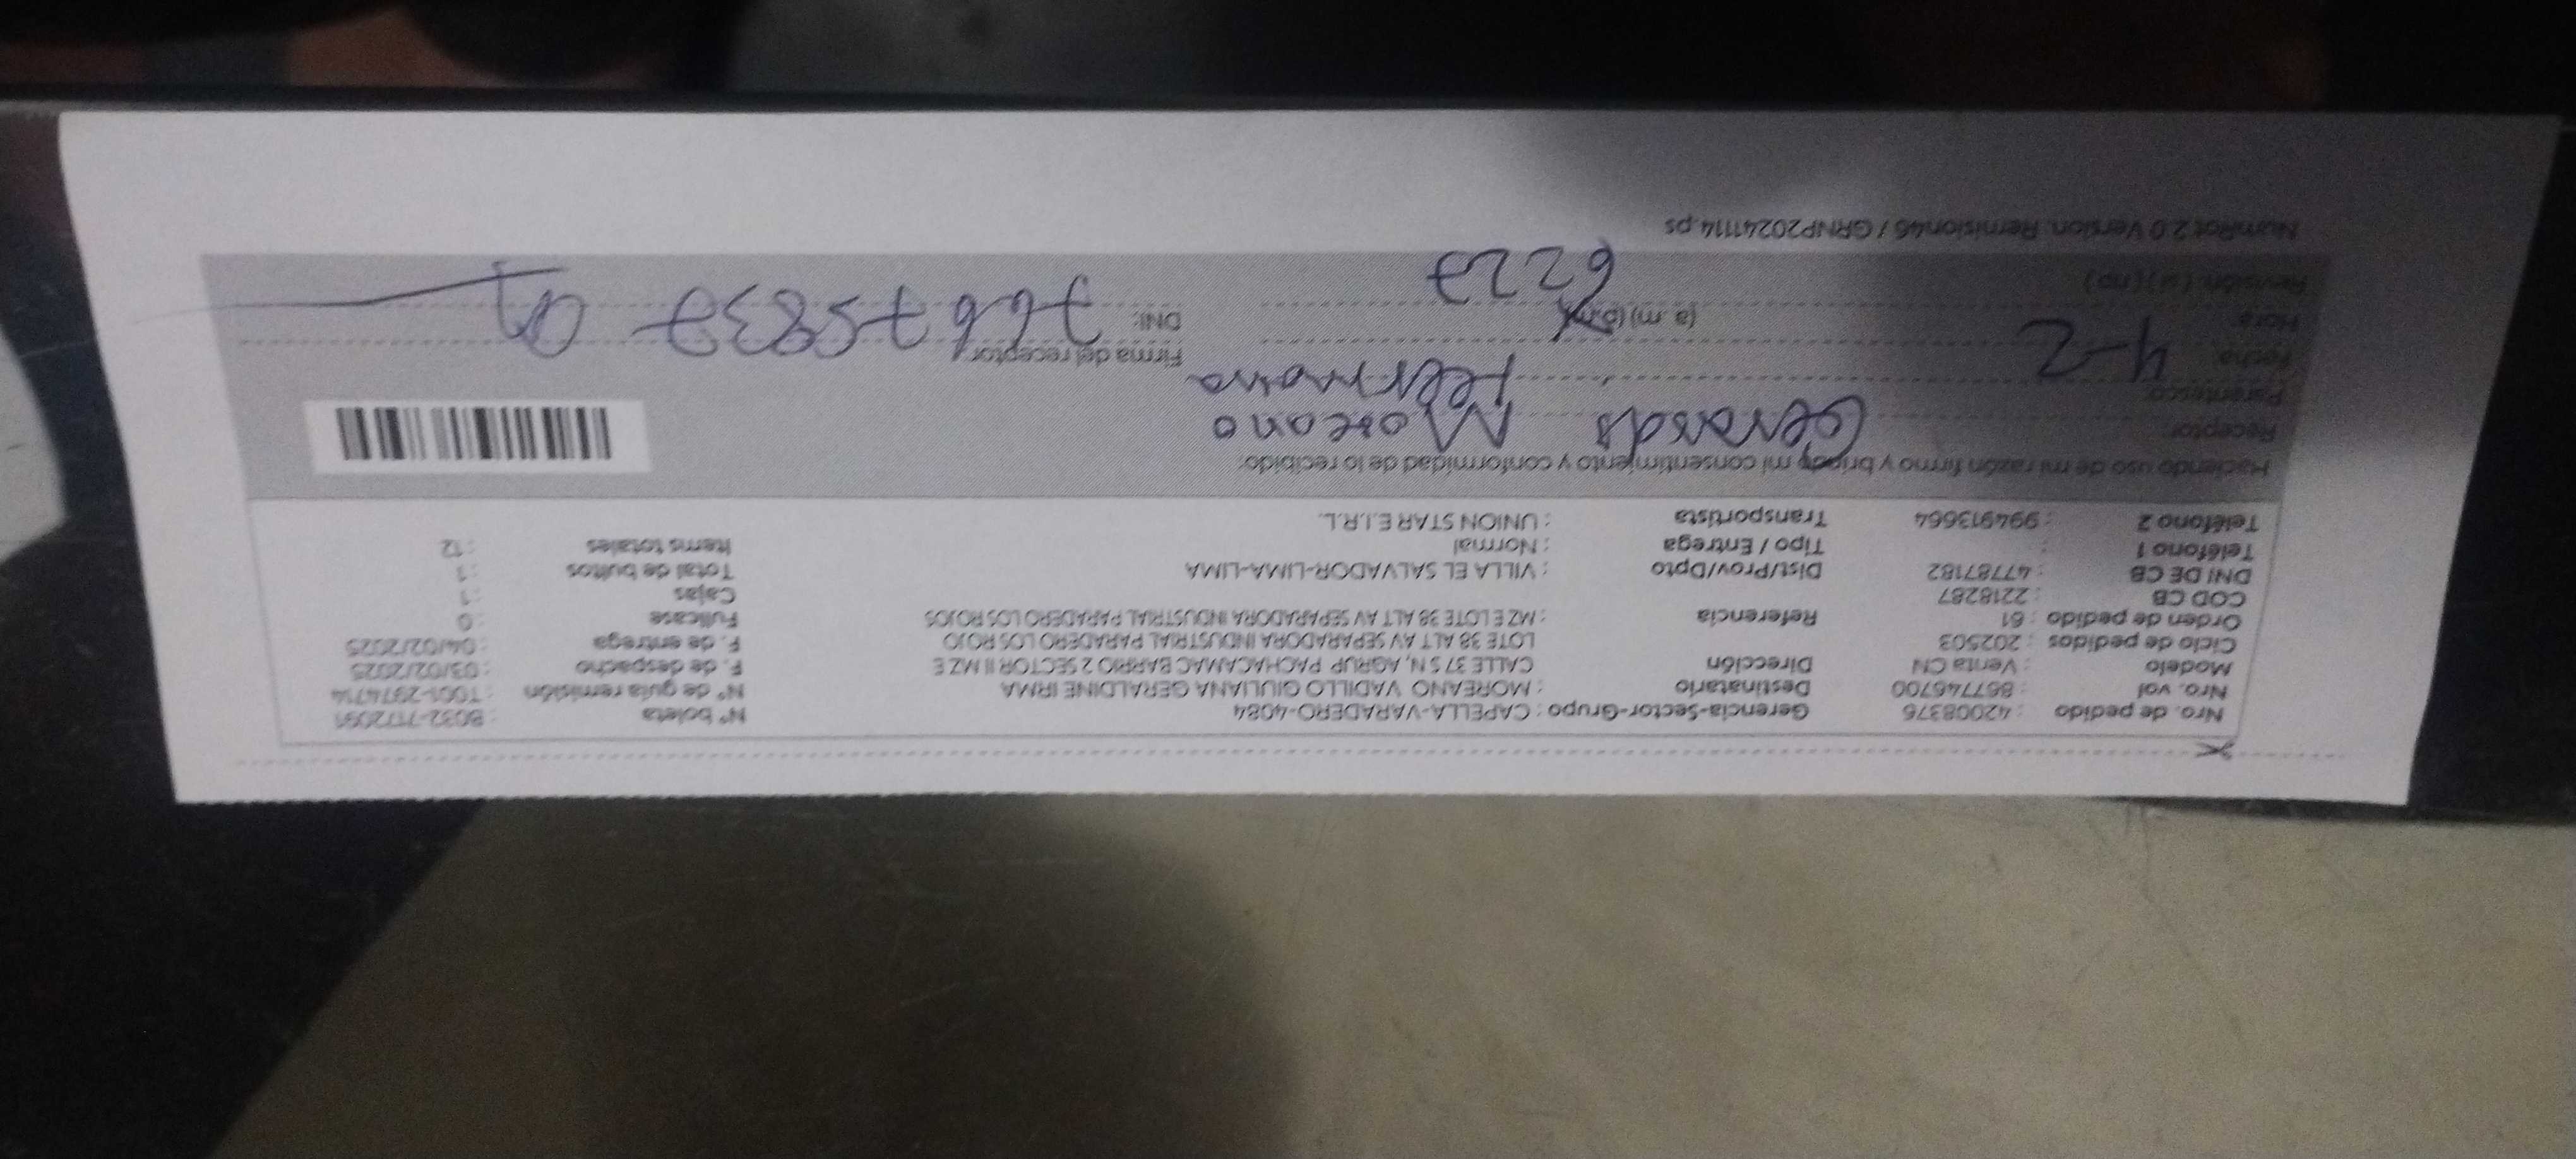 Nro. de pedido : 42008376 Gerencia-Sector-Grupo : CAPELLA-VARADERO-4084 N° boleta : B032-7172091
Nro. vol : 867746700 Destinatario : MOREANO VADILLO GIULIANA GERALDINE IRMA N° de guia remisión : T001-2974714
Modelo : Venta CN Dirección CALLE 37 S N, AGRUP PACHACAMAC BARRIO 2 SECTOR II MZ E F. de despacho : 03/02/2025
Ciclo de pedidos : 202503 LOTE 38 ALT AV SEPARADORA INDUSTRIAL PARADERO LOS ROJO F. de entrega : 04/02/2025
Orden de pedido : 61 Referencia : MZ E LOTE 38 ALT AV SEPARADORA INDUSTRIAL PARADERO LOS ROJOS Fullcase : 0
COD CB : 2218287 Cajas : 1
DNI DE CB : 47787182 Dist/Prov/Dpto : VILLA EL SALVADOR-LIMA-LIMA Total de bultos : 1
Teléfono 1 : Tipo / Entrega : Normal Items totales : 12
Teléfono 2 : 994913664 Transportista : UNION STAR E.I.R.L.
Haciendo uso de mi razón firmo y brindo mi consentimiento y conformidad de lo recibido:
Receptor: Moreano
Parentesco: Hermana
Fecha: 4-2 Firma del receptor
Hora: (a.m) (p.m) DNI: 76675837
Revisión: (si) (no) 6227
NumRot 2.0 Version. Remision46 / GRNP20241114.ps